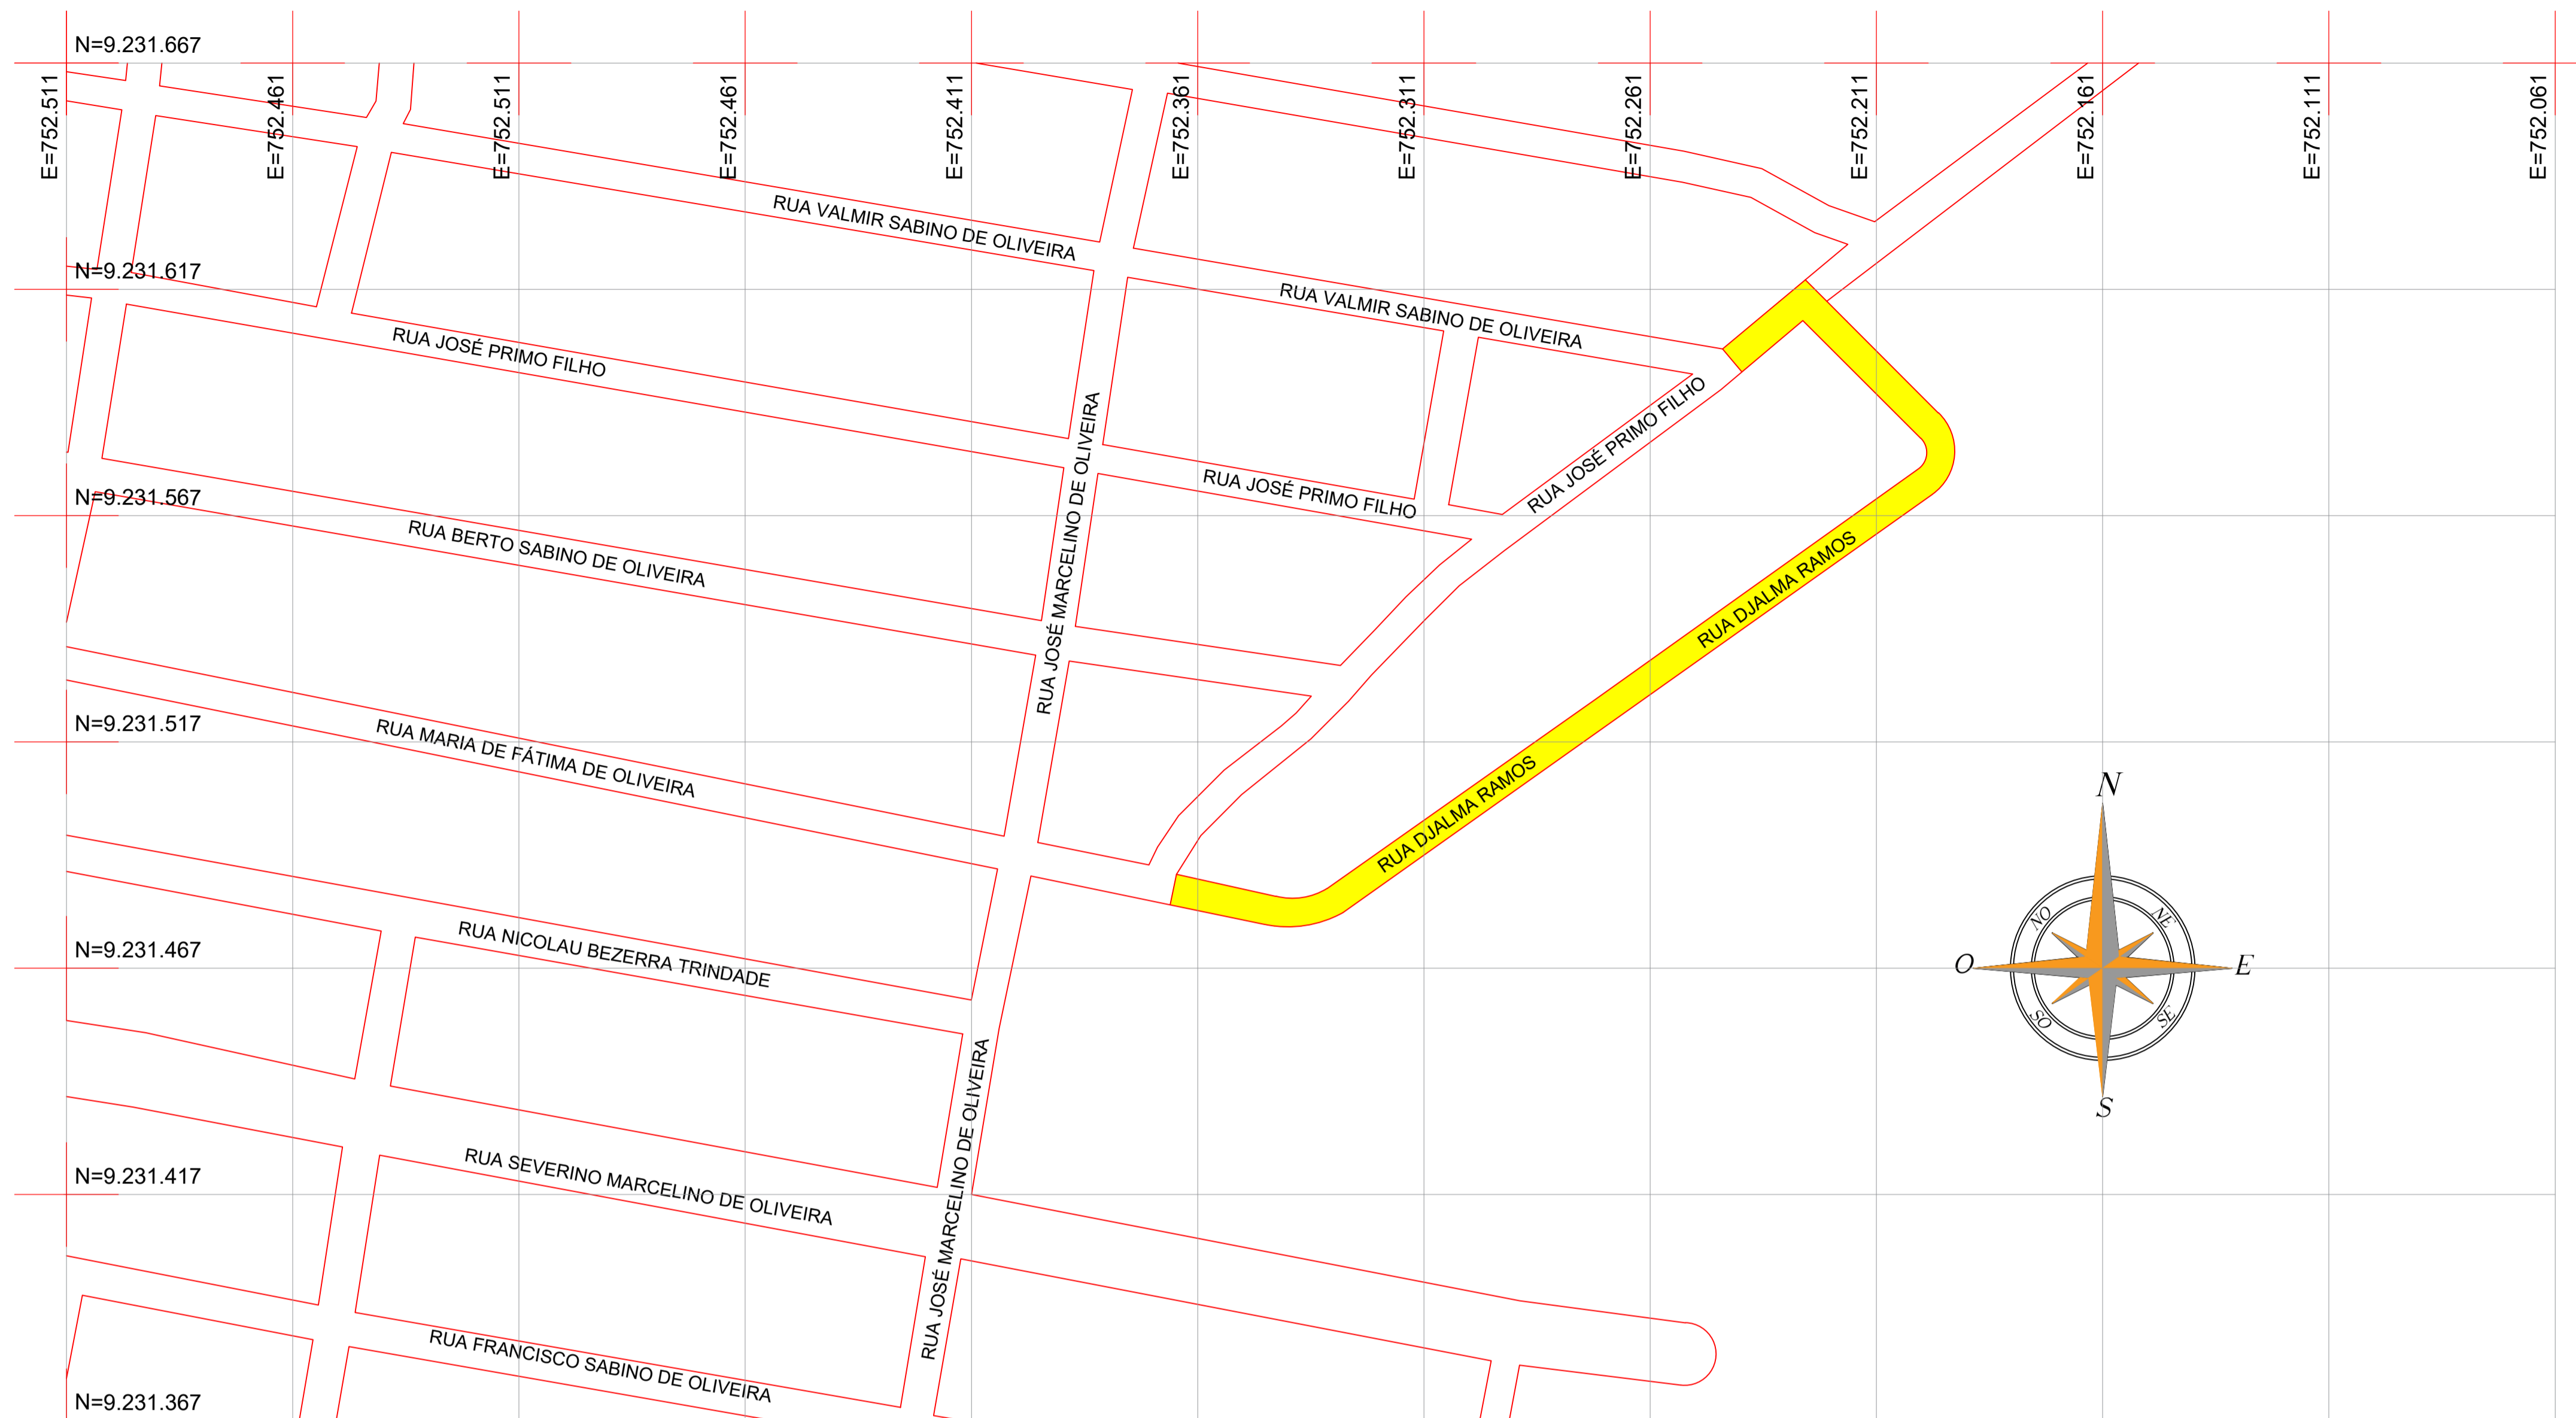 N=9.231.667
E=752.511
E=752.461
E=752.511
E=752.461
E=752.411
E=752.361
E=752.311
E=752.261
E=752.211
E=752.161
E=752.111
E=752.061
RUA VALMIR SABINO DE OLIVEIRA
N=9.231.617
RUA VALMIR SABINO DE OLIVEIRA
RUA JOSÉ PRIMO FILHO
RUA JOSÉ PRIMO FILHO
RUA JOSÉ MARCELINO DE OLIVEIRA
RUA JOSÉ PRIMO FILHO
N=9.231.567
RUA BERTO SABINO DE OLIVEIRA
RUA DJALMA RAMOS
N=9.231.517
RUA MARIA DE FÁTIMA DE OLIVEIRA
RUA DJALMA RAMOS
N
NO
NE
O
E
SO
SE
S
N=9.231.467
RUA NICOLAU BEZERRA TRINDADE
RUA JOSÉ MARCELINO DE OLIVEIRA
N=9.231.417
RUA SEVERINO MARCELINO DE OLIVEIRA
RUA FRANCISCO SABINO DE OLIVEIRA
N=9.231.367